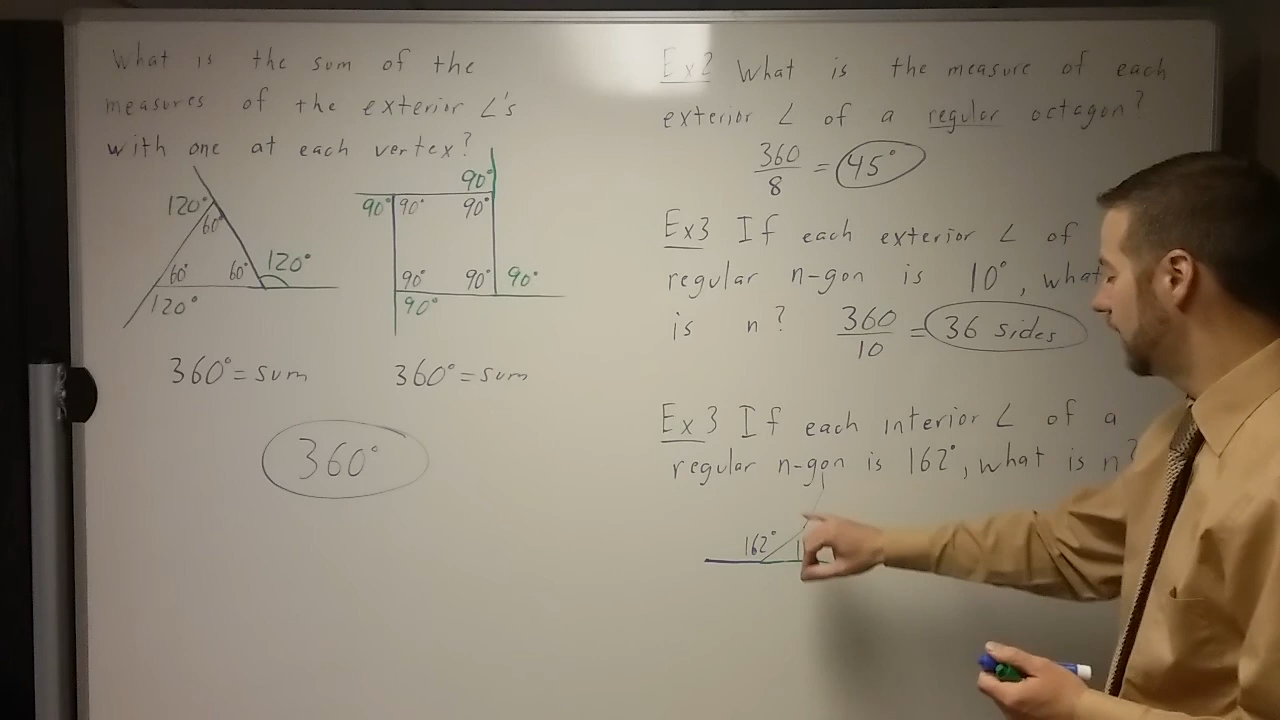 What is the sum of the
measures of the exterior ∠'s
with one at each vertex?
120°
60°
60°
60°
120°
120°
90°
90°
90°
90°
90°
90°
90°
90°
360° = sum
360° = sum
360°
Ex2 What is the measure of each
exterior ∠ of a regular octagon?
360/8 = 45°
Ex3 If each exterior ∠ of
regular n-gon is 10°, what
is n? 360/10 = 36 sides
Ex3 If each interior ∠ of a
regular n-gon is 162°, what is n?
162°